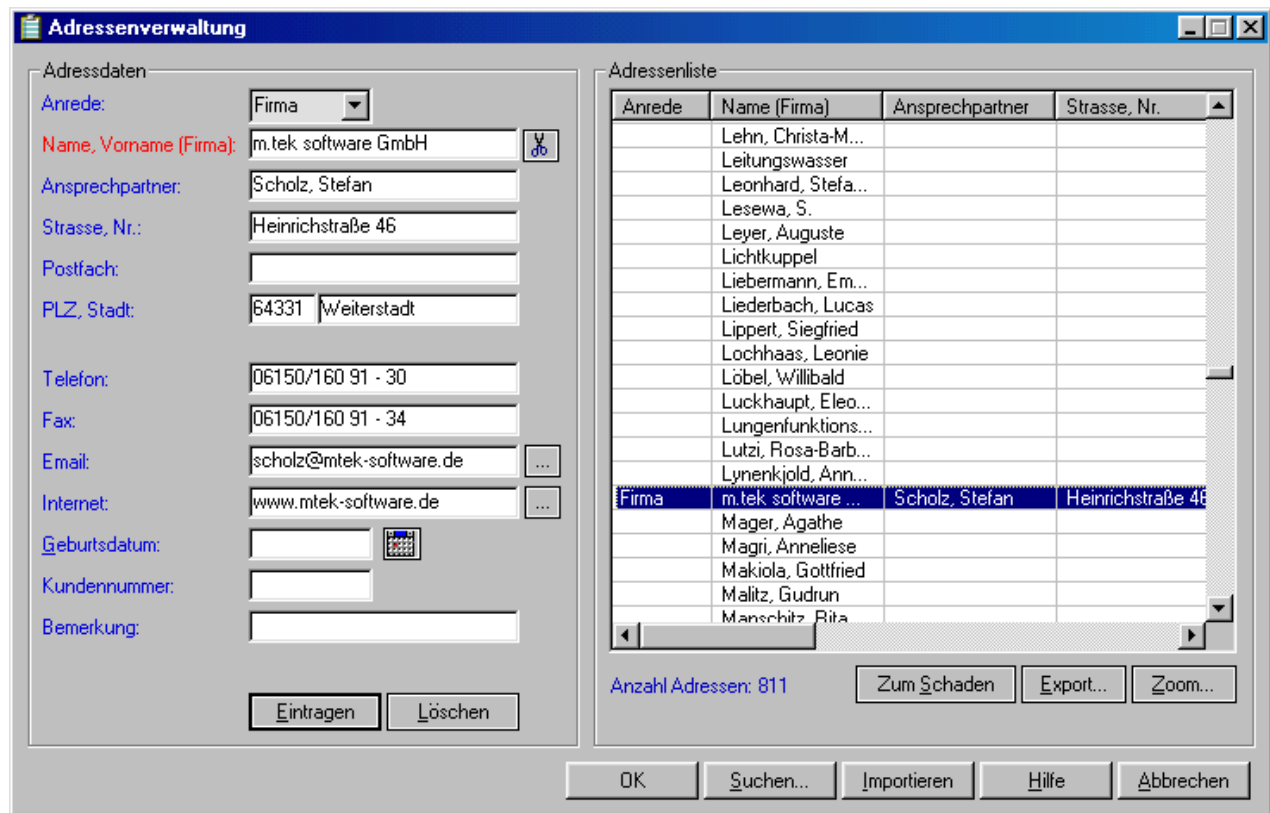 Adressenverwaltung
Adressdaten
Anrede: Firma
Name, Vorname (Firma): m.tek software GmbH
Ansprechpartner: Scholz, Stefan
Strasse, Nr.: Heinrichstraße 46
Postfach:
PLZ, Stadt: 64331 Weiterstadt
Telefon: 06150/160 91 - 30
Fax: 06150/160 91 - 34
Email: scholz@mtek-software.de ...
Internet: www.mtek-software.de ...
Geburtsdatum:
Kundennummer:
Bemerkung:
Eintragen Löschen
Adressenliste
Anrede Name (Firma) Ansprechpartner Strasse, Nr.
Lehn, Christa-M...
Leitungswasser
Leonhard, Stefa...
Lesewa, S.
Leyer, Auguste
Lichtkuppel
Liebermann, Em...
Liederbach, Lucas
Lippert, Siegfried
Lochhaas, Leonie
Löbel, Willibald
Luckhaupt, Eleo...
Lungenfunktions...
Lutzi, Rosa-Barb...
Lynenkjold, Ann...
Firma m.tek software ... Scholz, Stefan Heinrichstraße 46
Mager, Agathe
Magri, Anneliese
Makiola, Gottfried
Malitz, Gudrun
Manschitz, Rita
Anzahl Adressen: 811 Zum Schaden Export... Zoom...
OK Suchen... Importieren Hilfe Abbrechen